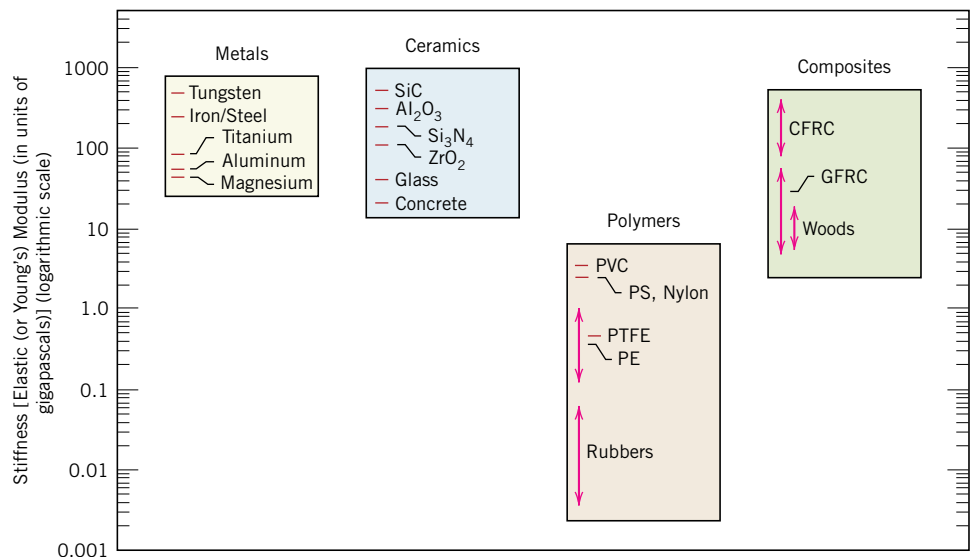 Stiffness [Elastic (or Young's) Modulus (in units of
gigapascals)] (logarithmic scale)
1000
100
10
1.0
0.1
0.01
0.001
Metals
Tungsten
Iron/Steel
Titanium
Aluminum
Magnesium
Ceramics
SiC
Al₂O₃
Si₃N₄
ZrO₂
Glass
Concrete
Polymers
PVC
PS, Nylon
PTFE
PE
Rubbers
Composites
CFRC
GFRC
Woods